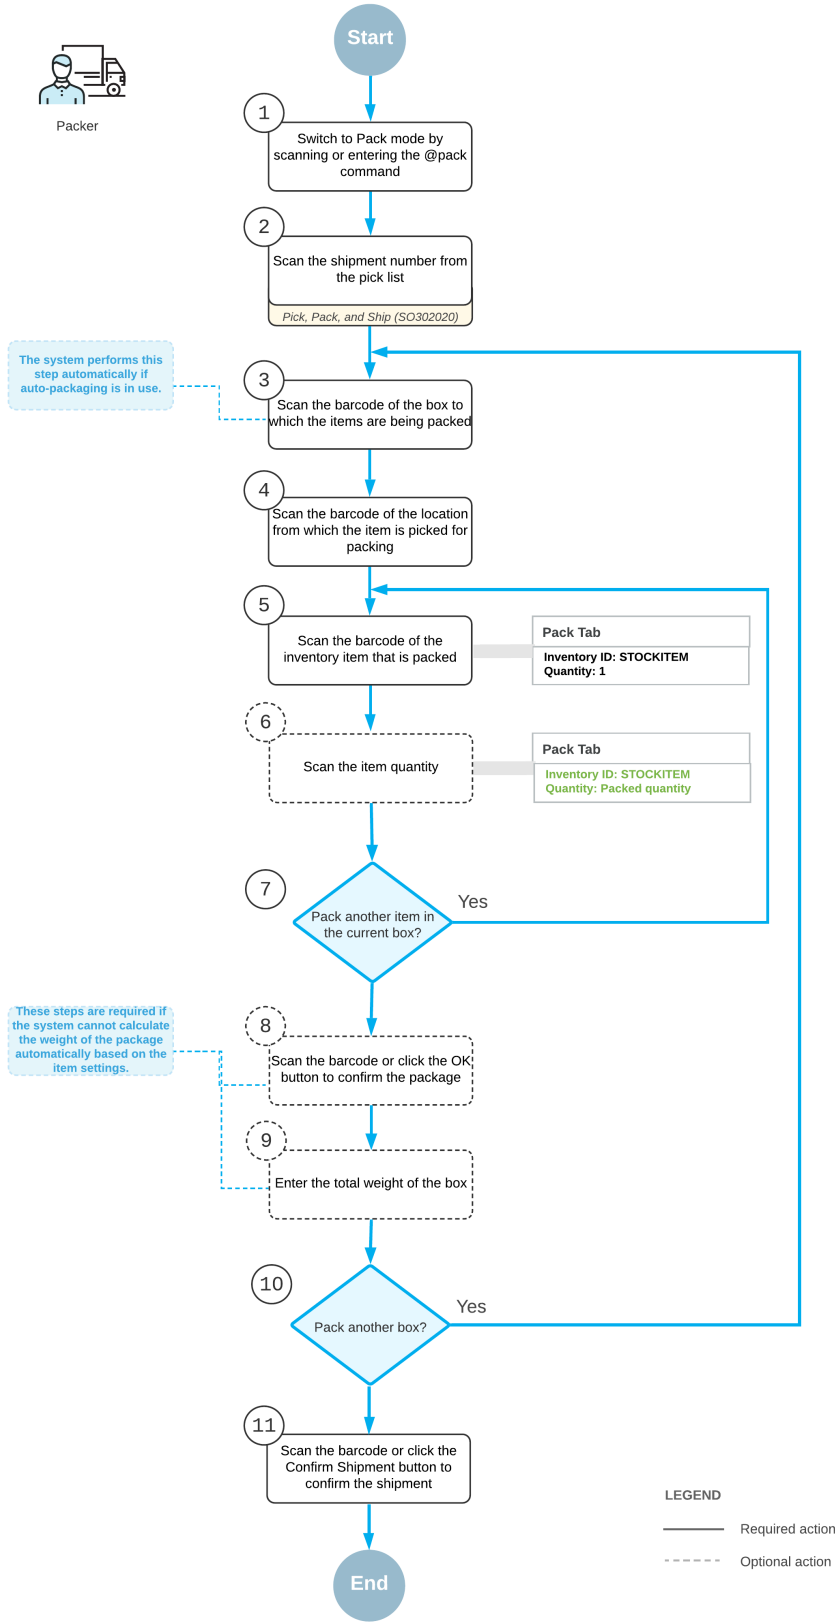 Start
Packer
1
Switch to Pack mode by
scanning or entering the @pack
command
2
Scan the shipment number from
the pick list
Pick, Pack, and Ship (SO302020)
The system performs this
step automatically if
auto-packaging is in use.
3
Scan the barcode of the box to
which the items are being packed
4
Scan the barcode of the location
from which the item is picked for
packing
5
Scan the barcode of the
inventory item that is packed
Pack Tab
Inventory ID: STOCKITEM
Quantity: 1
6
Scan the item quantity
Pack Tab
Inventory ID: STOCKITEM
Quantity: Packed quantity
7
Pack another item in
the current box?
Yes
These steps are required if
the system cannot calculate
the weight of the package
automatically based on the
item settings.
8
Scan the barcode or click the OK
button to confirm the package
9
Enter the total weight of the box
10
Pack another box?
Yes
11
Scan the barcode or click the
Confirm Shipment button to
confirm the shipment
End
LEGEND
Required action
Optional action